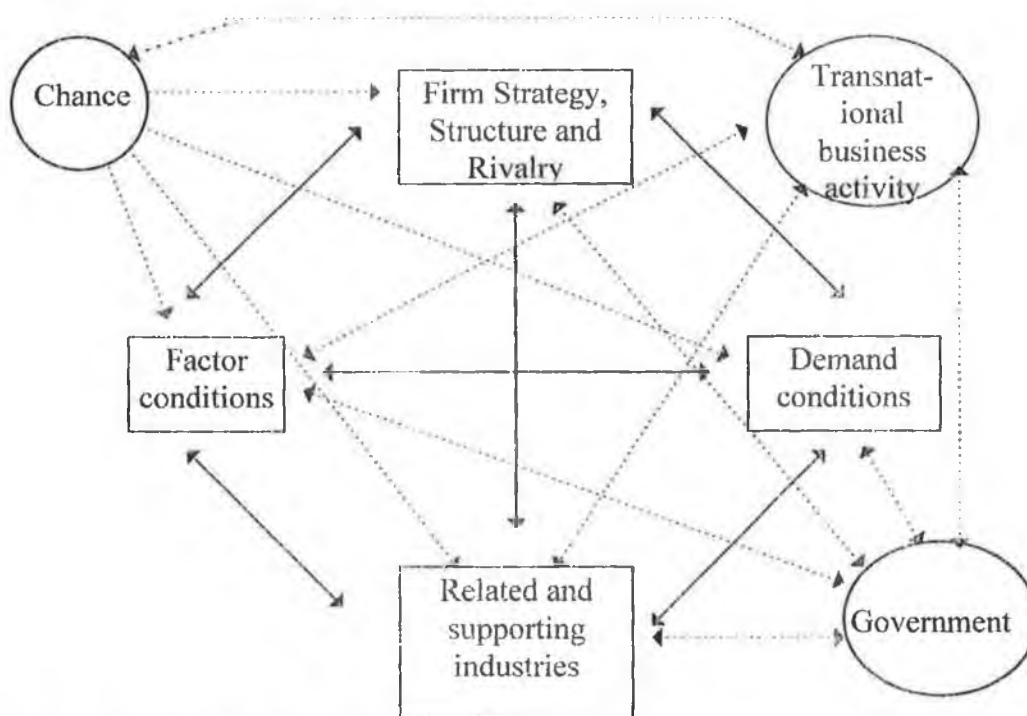 Chance
Firm Strategy,
Structure and
Rivalry
Transnat-
ional
business
activity
Factor
conditions
Demand
conditions
Related and
supporting
industries
Government